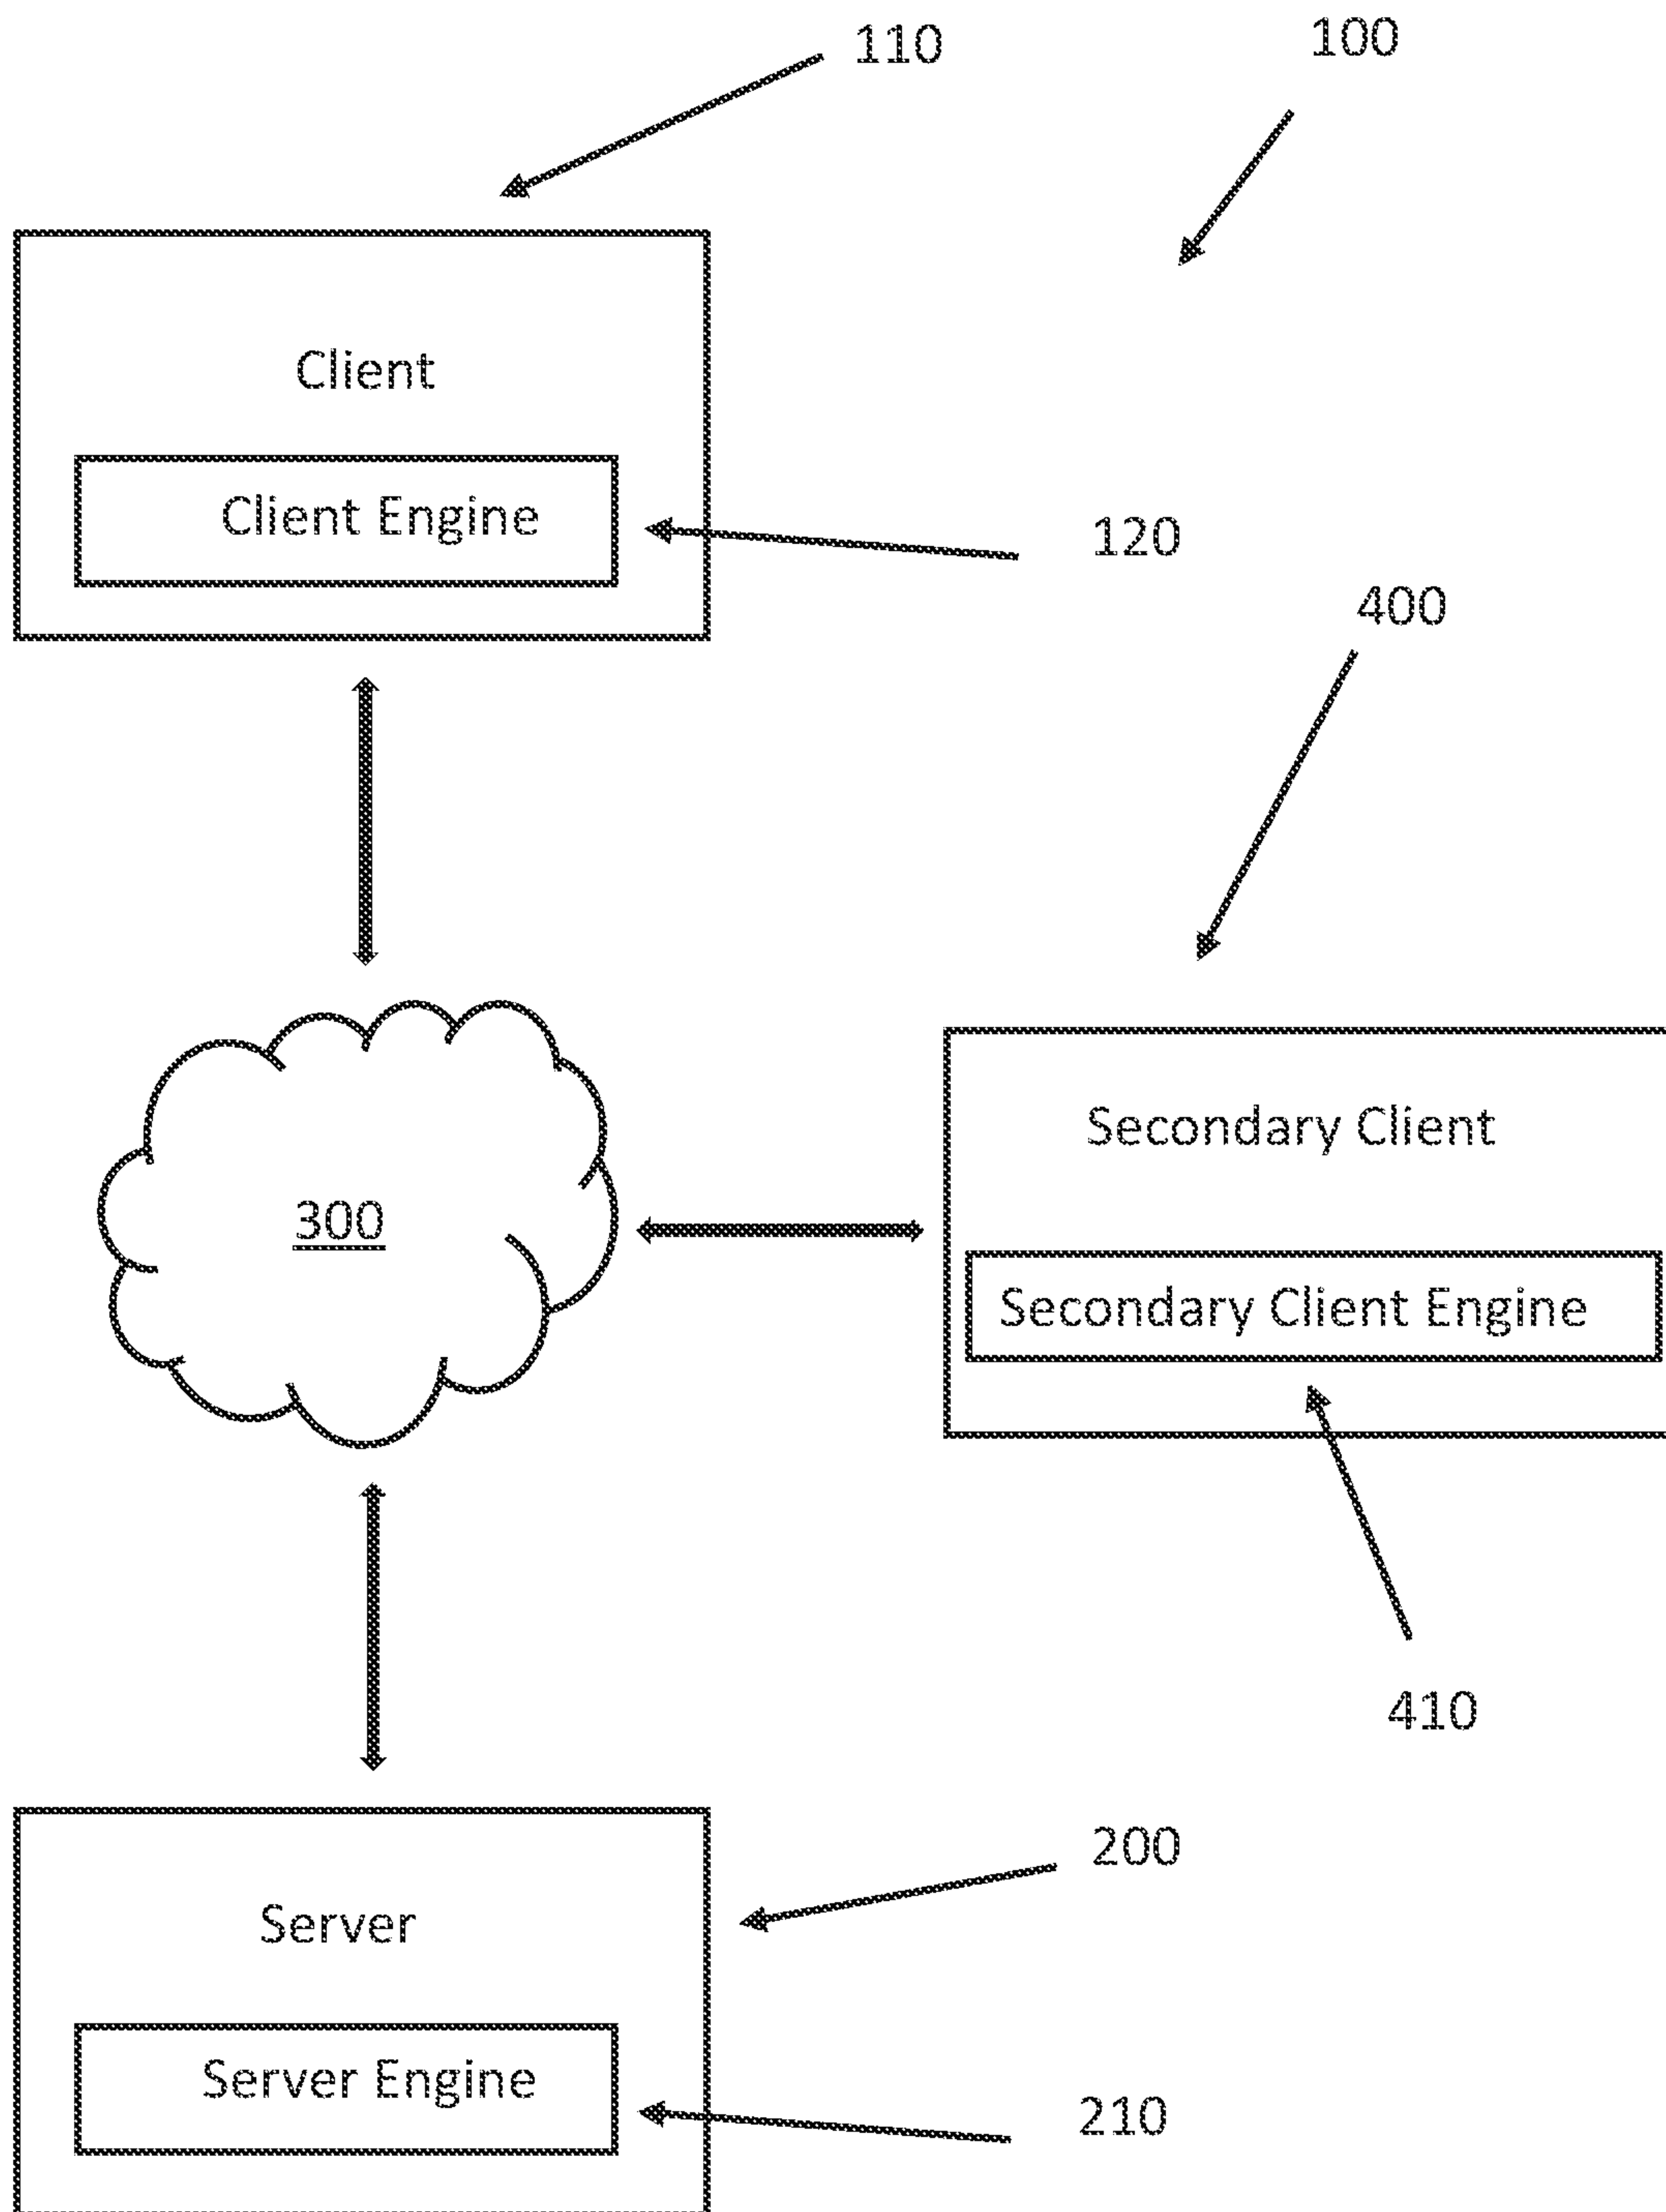 110
100
Client
Client Engine
120
400
Secondary Client
300
Secondary Client Engine
410
200
Server
Server Engine
210